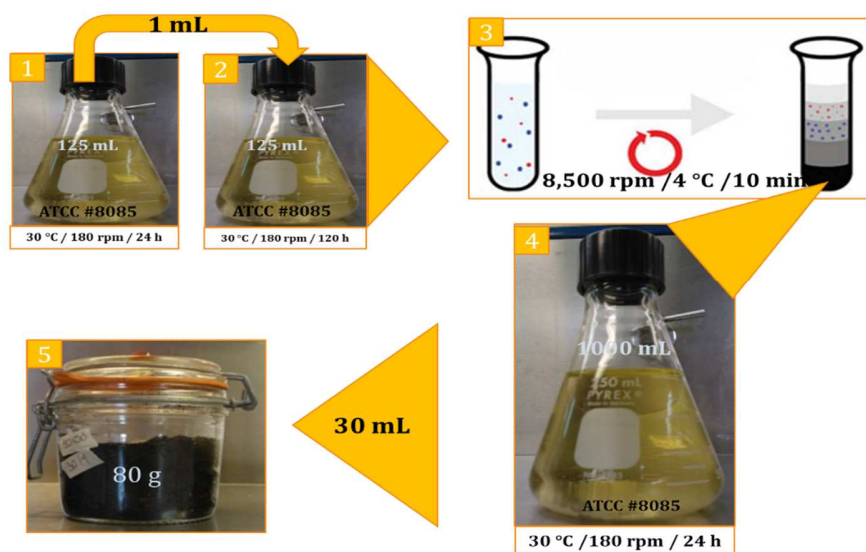 1 mL
1
125 mL
ATCC #8085
30 °C / 180 rpm / 24 h
2
125 mL
ATCC #8085
30 °C / 180 rpm / 120 h
3
8,500 rpm /4 °C /10 min
4
1000 mL
250 mL
PYREX®
ATCC #8085
30 °C /180 rpm / 24 h
30 mL
5
80 g